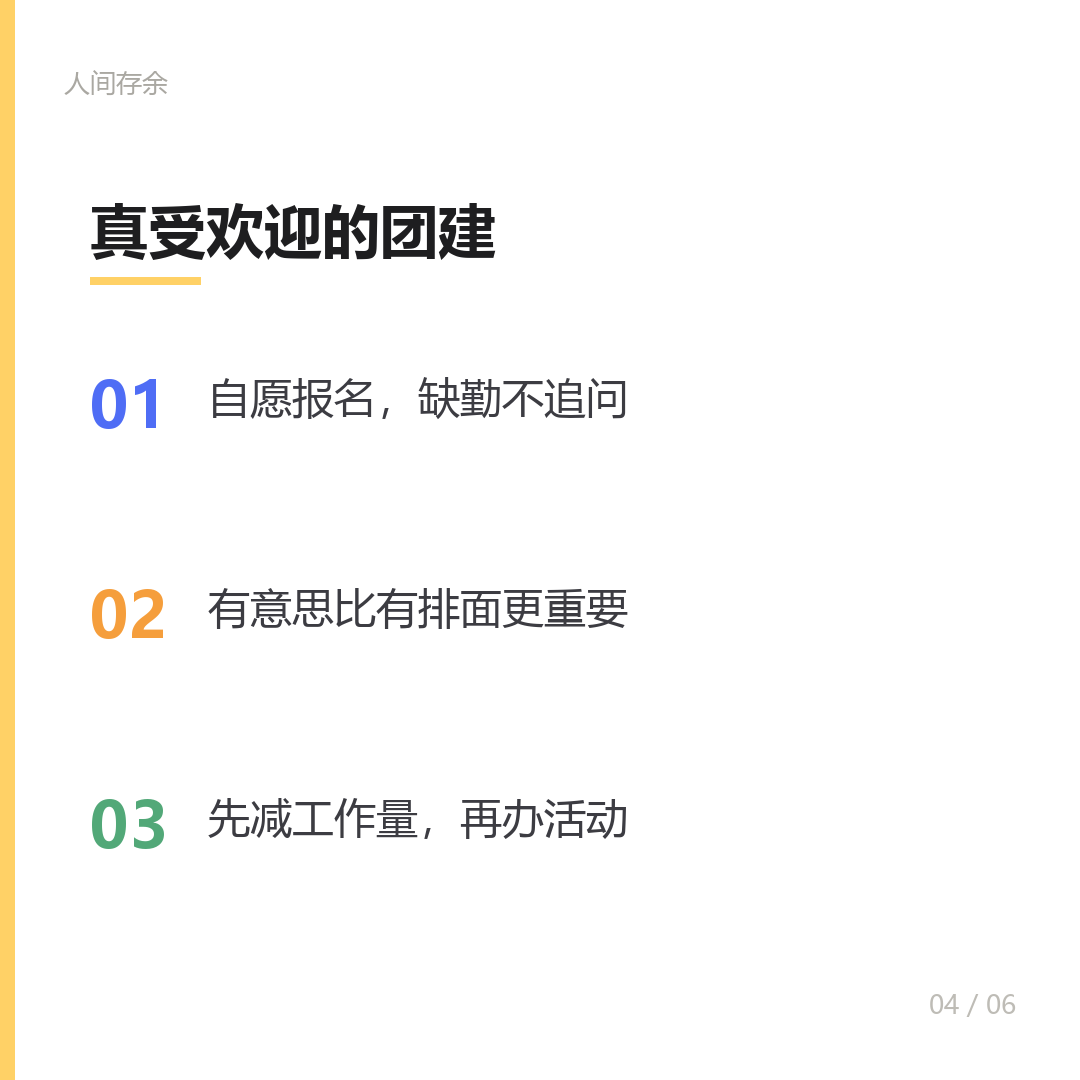 人间存余
真受欢迎的团建
01 自愿报名，缺勤不追问
02 有意思比有排面更重要
03 先减工作量，再办活动
04 / 06